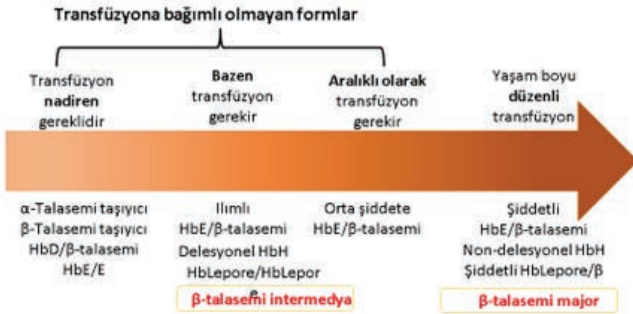 Transfüzyona bağımlı olmayan formlar
Transfüzyon
nadiren
gereklidir
Bazen
transfüzyon
gerekir
Aralıklı olarak
transfüzyon
gerekir
Yaşam boyu
düzenli
transfüzyon
α-Talasemi taşıyıcı
β-Talasemi taşıyıcı
HbD/β-talasemi
HbE/E
Ilımlı
HbE/β-talasemi
Delesyonel HbH
HbLepore/HbLepor
e
β-talasemi intermedya
Orta şiddete
HbE/β-talasemi
Şiddetli
HbE/β-talasemi
Non-delesyonel HbH
Şiddetli HbLepore/β
β-talasemi major